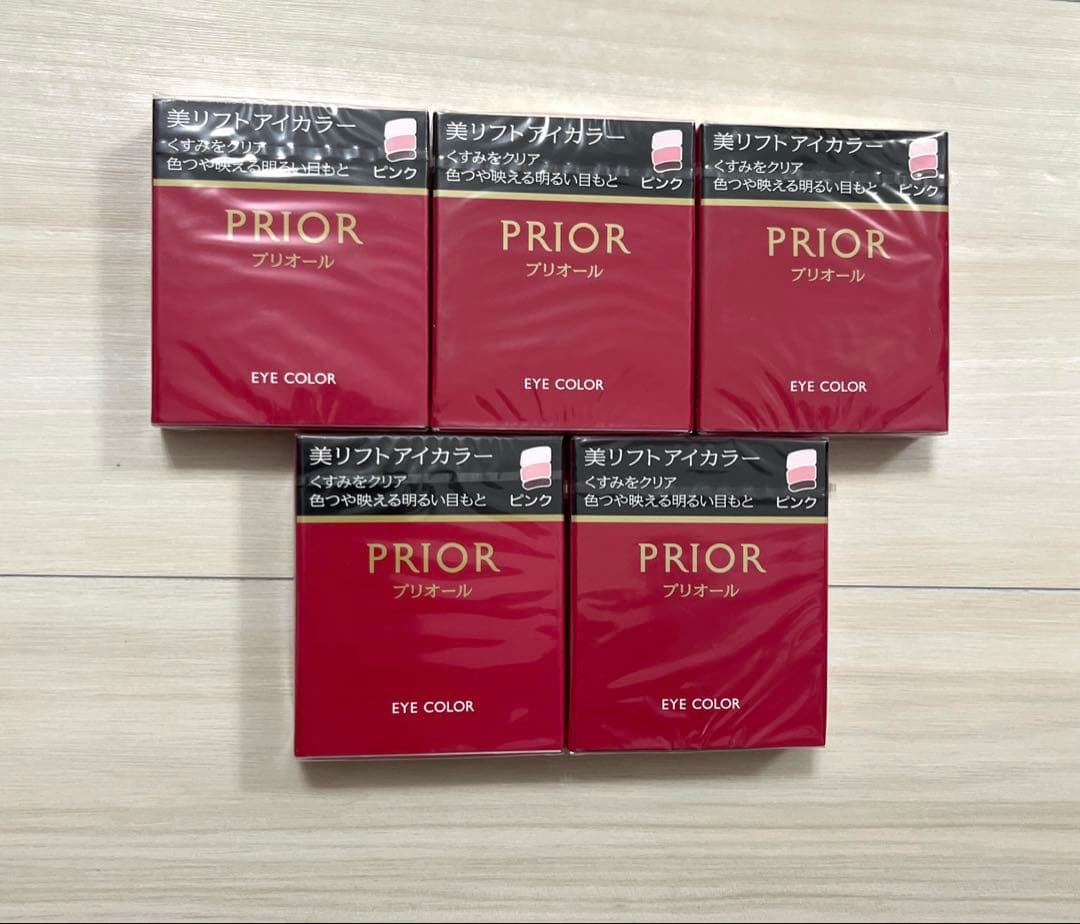 美リフトアイカラー
くすみをクリア
色つや映える明るい目もと
ピンク
PRIOR
プリオール
EYE COLOR
美リフトアイカラー
くすみをクリア
色つや映える明るい目もと
ピンク
PRIOR
プリオール
EYE COLOR
美リフトアイカラー
くすみをクリア
色つや映える明るい目もと
ピンク
PRIOR
プリオール
EYE COLOR
美リフトアイカラー
くすみをクリア
色つや映える明るい目もと
ピンク
PRIOR
プリオール
EYE COLOR
美リフトアイカラー
くすみをクリア
色つや映える明るい目もと
ピンク
PRIOR
プリオール
EYE COLOR